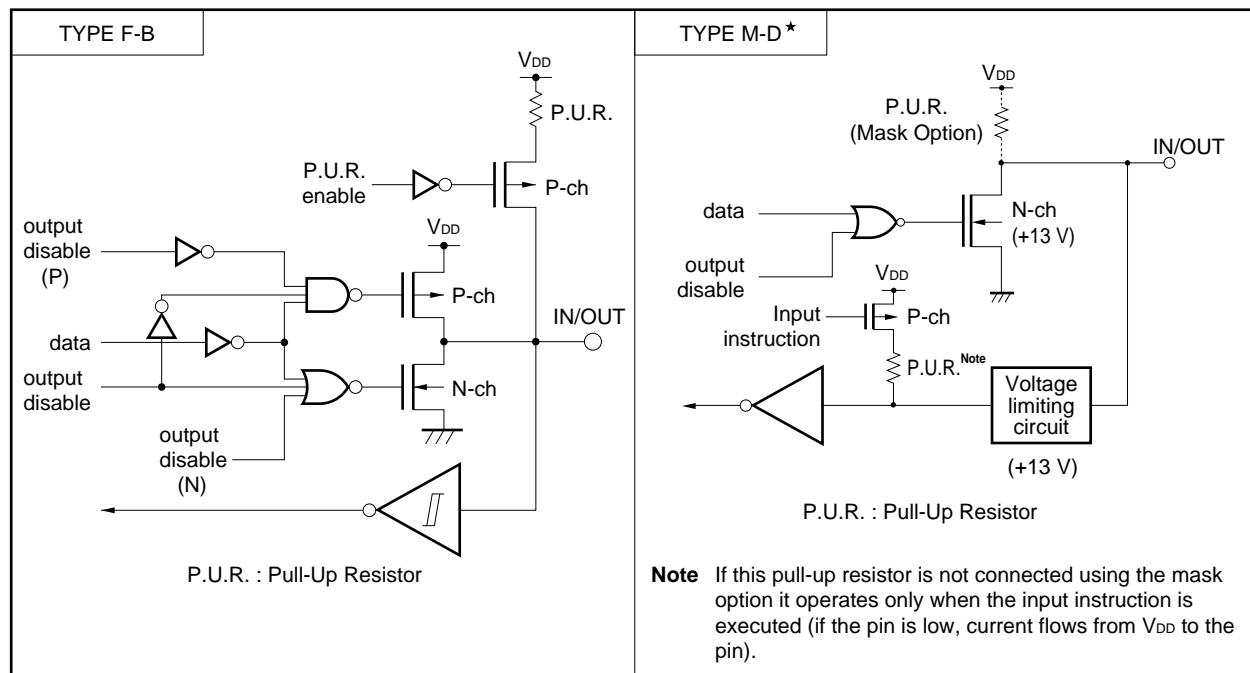 TYPE F-B
VDD
P.U.R.
P.U.R.
enable
P-ch
output
disable
(P)
VDD
P-ch
IN/OUT
data
output
disable
N-ch
output
disable
(N)
P.U.R. : Pull-Up Resistor
TYPE M-D★
VDD
P.U.R.
(Mask Option)
IN/OUT
data
N-ch
(+13 V)
output
disable
VDD
Input
instruction
P-ch
P.U.R.Note
Voltage
limiting
circuit
(+13 V)
P.U.R. : Pull-Up Resistor
Note If this pull-up resistor is not connected using the mask
option it operates only when the input instruction is
executed (if the pin is low, current flows from VDD to the
pin).